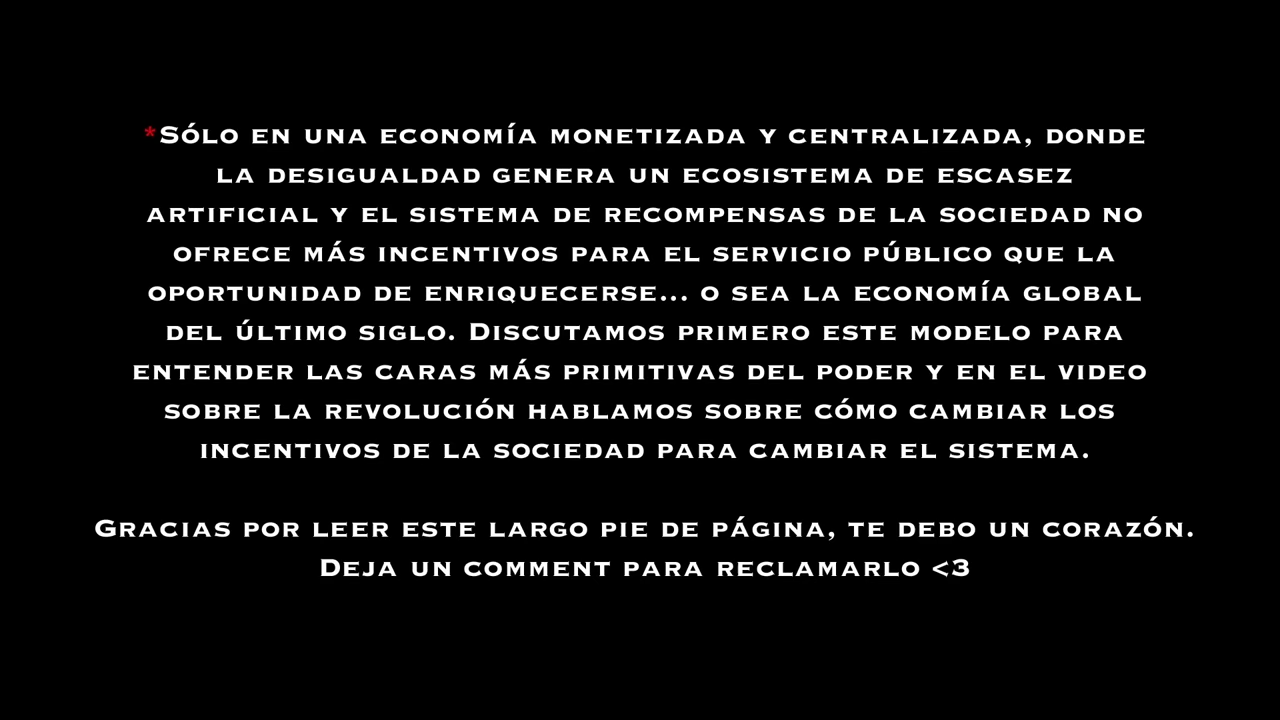 *Sólo en una economía monetizada y centralizada, donde
la desigualdad genera un ecosistema de escasez
artificial y el sistema de recompensas de la sociedad no
ofrece más incentivos para el servicio público que la
oportunidad de enriquecerse... o sea la economía global
del último siglo. Discutamos primero este modelo para
entender las caras más primitivas del poder y en el video
sobre la revolución hablamos sobre cómo cambiar los
incentivos de la sociedad para cambiar el sistema.
Gracias por leer este largo pie de página, te debo un corazón.
Deja un comment para reclamarlo <3